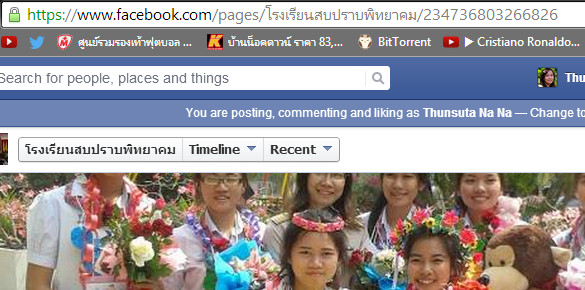 https://www.facebook.com/pages/โรงเรียนสบปราบพิทยาคม/234736803266826
ศูนย์รวมรองเท้าฟุตบอล ... บ้านน็อคดาวน์ ราคา 83,... BitTorrent ► Cristiano Ronaldo...
Search for people, places and things
Thu
You are posting, commenting and liking as Thunsuta Na Na — Change to
โรงเรียนสบปราบพิทยาคม Timeline Recent